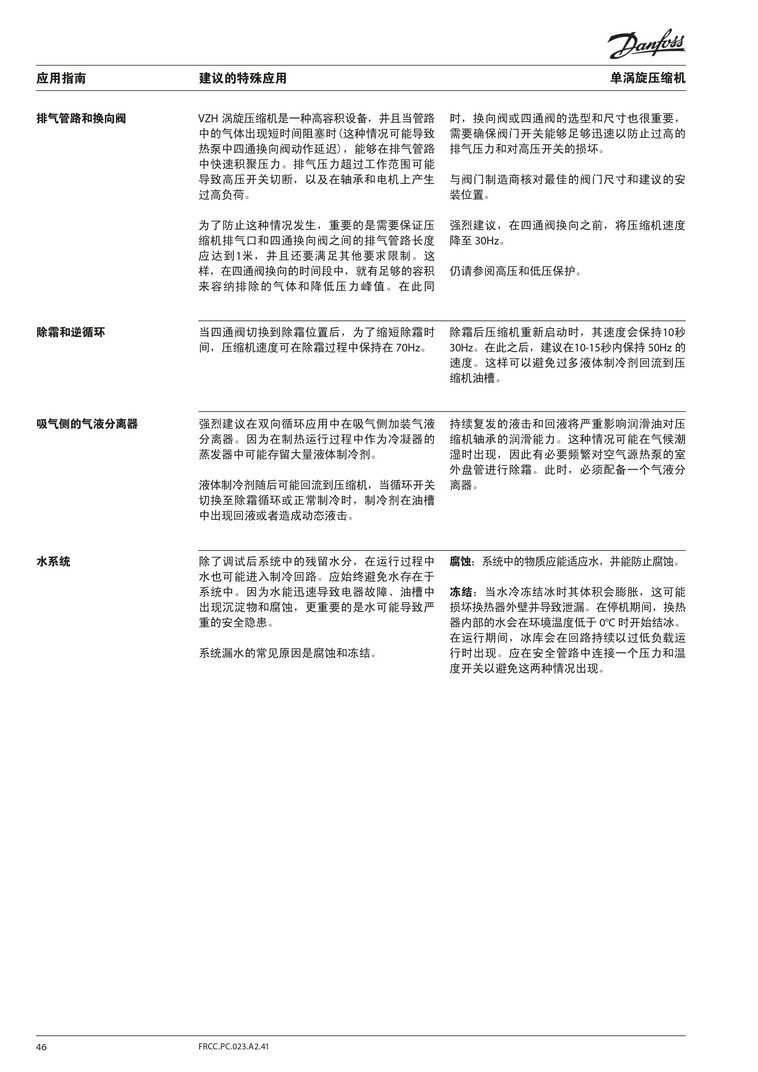 Danfoss
应用指南
建议的特殊应用
单涡旋压缩机
排气管路和换向阀
VZH 涡旋压缩机是一种高容积设备，并且当管路
中的气体出现短时间阻塞时（这种情况可能导致
热泵中四通换向阀动作延迟），能够在排气管路
中快速积聚压力。排气压力超过工作范围可能
导致高压开关切断，以及在轴承和电机上产生
过高负荷。
为了防止这种情况发生，重要的是需要保证压
缩机排气口和四通换向阀之间的排气管路长度
应达到1米，并且还要满足其他要求限制。这
样，在四通阀换向的时间段中，就有足够的容积
来容纳排除的气体和降低压力峰值。在此同
时，换向阀或四通阀的选型和尺寸也很重要，
需要确保阀门开关能够足够迅速以防止过高的
排气压力和对高压开关的损坏。
与阀门制造商核对最佳的阀门尺寸和建议的安
装位置。
强烈建议，在四通阀换向之前，将压缩机速度
降至 30Hz。
仍请参阅高压和低压保护。
除霜和逆循环
当四通阀切换到除霜位置后，为了缩短除霜时
间，压缩机速度可在除霜过程中保持在 70Hz。
除霜后压缩机重新启动时，其速度会保持10秒
30Hz。在此之后，建议在10-15秒内保持 50Hz 的
速度。这样可以避免过多液体制冷剂回流到压
缩机油槽。
吸气侧的气液分离器
强烈建议在双向循环应用中在吸气侧加装气液
分离器。因为在制热运行过程中作为冷凝器的
蒸发器中可能存留大量液体制冷剂。
液体制冷剂随后可能回流到压缩机，当循环开关
切换至除霜循环或正常制冷时，制冷剂在油槽
中出现回液或者造成动态液击。
持续复发的液击和回液将严重影响润滑油对压
缩机轴承的润滑能力。这种情况可能在气候潮
湿时出现，因此有必要频繁对空气源热泵的室
外盘管进行除霜。此时，必须配备一个气液分
离器。
水系统
除了调试后系统中的残留水分，在运行过程中
水也可能进入制冷回路。应始终避免水存在于
系统中。因为水能迅速导致电器故障、油槽中
出现沉淀物和腐蚀，更重要的是水可能导致严
重的安全隐患。
系统漏水的常见原因是腐蚀和冻结。
腐蚀：系统中的物质应能适应水，并能防止腐蚀。
冻结：当水冷冻结冰时其体积会膨胀，这可能
损坏换热器外壁并导致泄漏。在停机期间，换热
器内部的水会在环境温度低于 0°C 时开始结冰。
在运行期间，冰库会在回路持续以过低负载运
行时出现。应在安全管路中连接一个压力和温
度开关以避免这两种情况出现。
46
FRCC.PC.023.A2.41